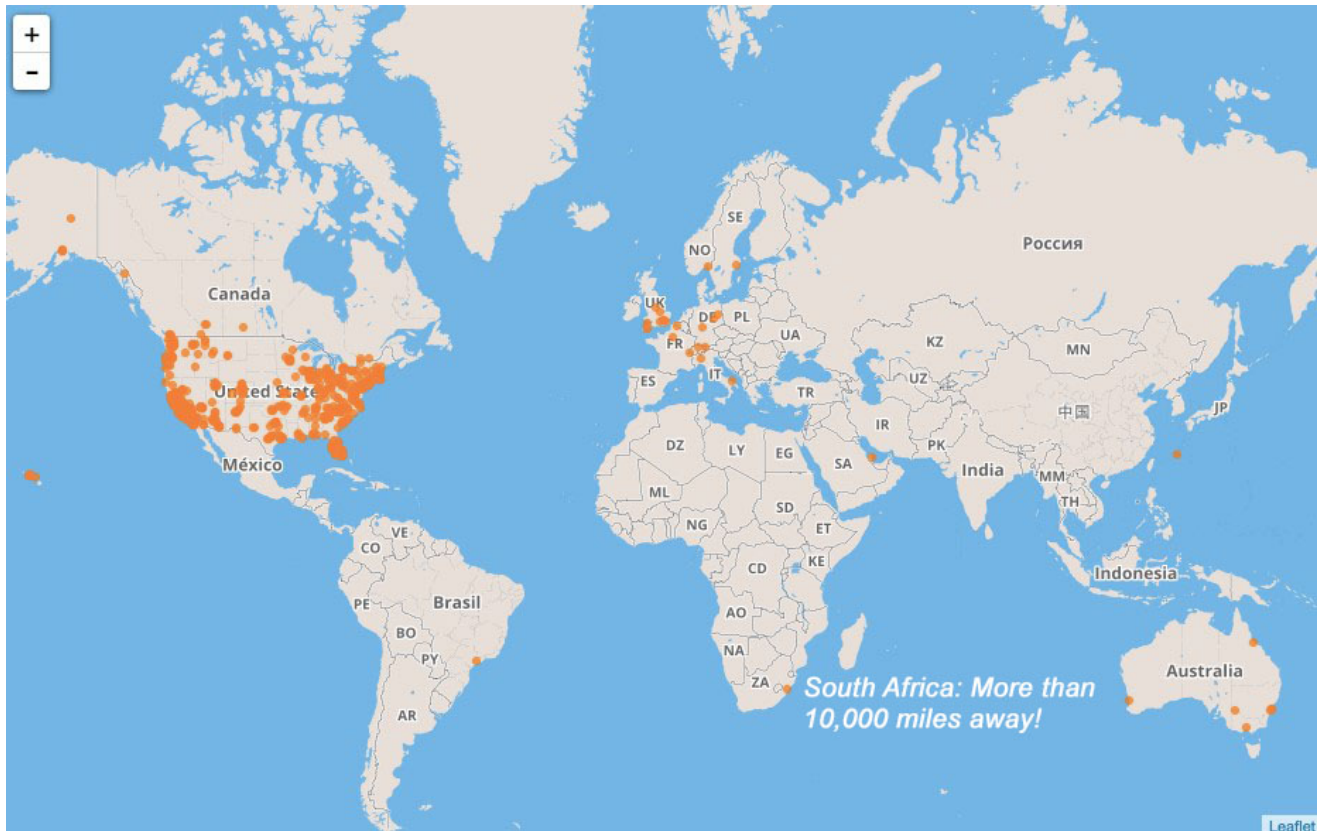 +
-
SE
NO
Россия
Canada
UK
DE
PL
UA
FR
KZ
MN
IT
ES
UZ
United State
TR
JP
中国
IR
PK
DZ
LY
EG
SA
México
India
MM
ML
TH
SD
NG
ET
VE
CO
KE
CD
Indonesia
Brasil
PE
AO
BO
NA
PY
Australia
ZA
South Africa: More than
10,000 miles away!
AR
Leaflet